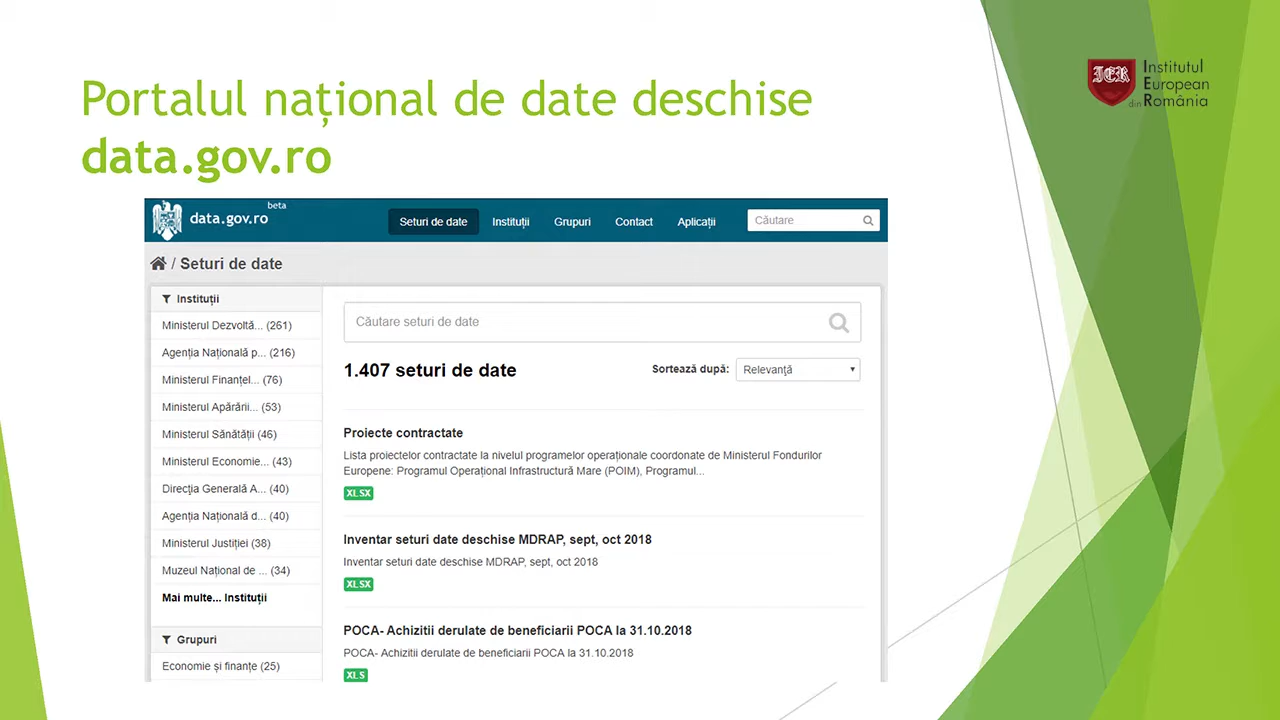 Portalul național de date deschise
data.gov.ro
Institutul
European
din România
data.gov.ro beta
Seturi de date Instituții Grupuri Contact Aplicații Căutare
/ Seturi de date
Instituții
Ministerul Dezvoltă... (261)
Agenția Națională p... (216)
Ministerul Finanțel... (76)
Ministerul Apărării... (53)
Ministerul Sănătății (46)
Ministerul Economie... (43)
Direcţia Generală A... (40)
Agenția Națională d... (40)
Ministerul Justiției (38)
Muzeul Național de ... (34)
Mai multe... Instituții
Grupuri
Economie și finanțe (25)
Căutare seturi de date
1.407 seturi de date
Sortează după: Relevanţă
Proiecte contractate
Lista proiectelor contractate la nivelul programelor operaționale coordonate de Ministerul Fondurilor
Europene: Programul Operațional Infrastructură Mare (POIM), Programul...
XLSX
Inventar seturi date deschise MDRAP, sept, oct 2018
Inventar seturi date deschise MDRAP, sept, oct 2018
XLSX
POCA- Achizitii derulate de beneficiarii POCA la 31.10.2018
POCA- Achizitii derulate de beneficiarii POCA la 31.10.2018
XLS